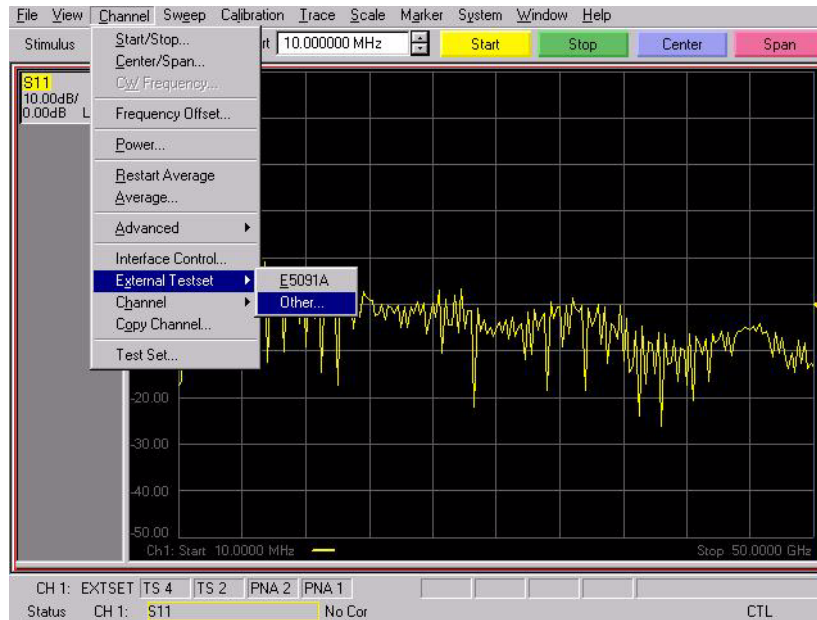 File View Channel Sweep Calibration Trace Scale Marker System Window Help
Stimulus rt 10.000000 MHz Start Stop Center Span
Start/Stop...
Center/Span...
CW Frequency...
Frequency Offset...
Power...
Restart Average
Average...
Advanced
Interface Control...
External Testset
Channel
Copy Channel...
Test Set...
E5091A
Other...
S11
10.00dB/
0.00dB L
-20.00
-30.00
-40.00
-50.00
Ch1: Start 10.0000 MHz Stop 50.0000 GHz
CH 1: EXTSET TS 4 TS 2 PNA 2 PNA 1
Status CH 1: S11 No Cor CTL